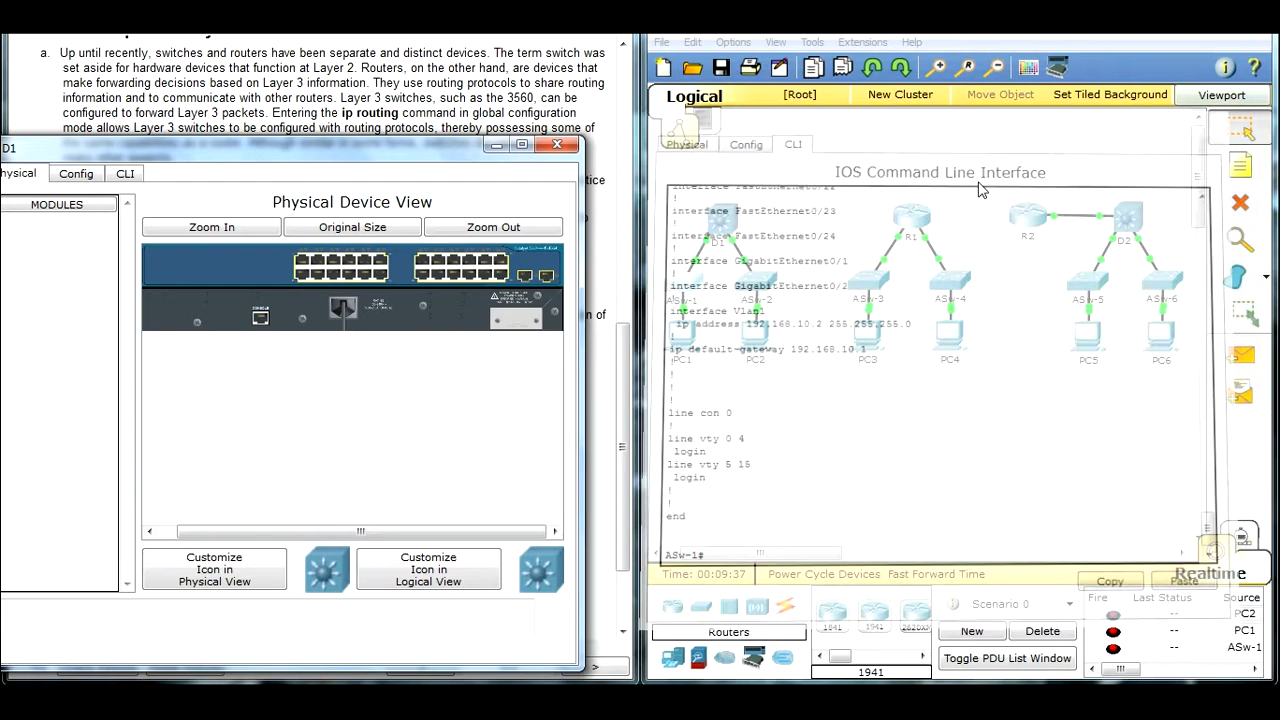 a. Up until recently, switches and routers have been separate and distinct devices. The term switch was
set aside for hardware devices that function at Layer 2. Routers, on the other hand, are devices that
make forwarding decisions based on Layer 3 information. They use routing protocols to share routing
information and to communicate with other routers. Layer 3 switches, such as the 3560, can be
configured to forward Layer 3 packets. Entering the ip routing command in global configuration
mode allows Layer 3 switches to be configured with routing protocols, thereby possessing some of
D1
hysical Config CLI
MODULES
Physical Device View
Zoom In Original Size Zoom Out
Customize
Icon in
Physical View
Customize
Icon in
Logical View
File Edit Options View Tools Extensions Help
Logical [Root] New Cluster Move Object Set Tiled Background Viewport
Physical Config CLI
IOS Command Line Interface
interface FastEthernet0/22
!
interface FastEthernet0/23
!
interface FastEthernet0/24
!
interface GigabitEthernet0/1
!
interface GigabitEthernet0/2
!
interface Vlan1
ip address 192.168.10.2 255.255.255.0
!
ip default-gateway 192.168.10.1
!
!
!
!
line con 0
!
line vty 0 4
login
line vty 5 15
login
!
!
end
ASw-1#
D1 R1 R2 D2
ASw-1 ASw-2 ASw-3 ASw-4 ASw-5 ASw-6
PC1 PC2 PC3 PC4 PC5 PC6
Copy Paste
Time: 00:09:37 Power Cycle Devices Fast Forward Time Realtime
Routers
1841 1941 2620XM
1941
Scenario 0
New Delete
Toggle PDU List Window
Fire Last Status Source
-- PC2
-- PC1
-- ASw-1